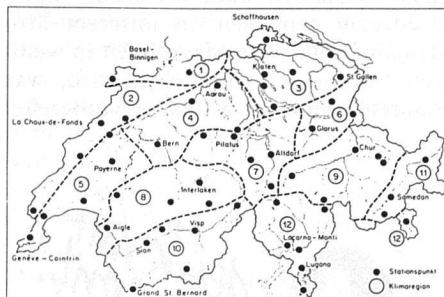 Schaffhausen
Basel-
Binningen
1
Kloten
3
St.Gallen
2
Aarau
4
6
La Chaux-de-Fonds
Glarus
Bern
Pilatus
Altdorf
Chur
Payerne
5
7
9
11
8
Interlaken
Samedan
Aigle
Visp
12
12
Sion
10
Locarno-Monti
Genève-Cointrin
Lugano
Grand St Bernard
Stationspunkt
Klimaregion